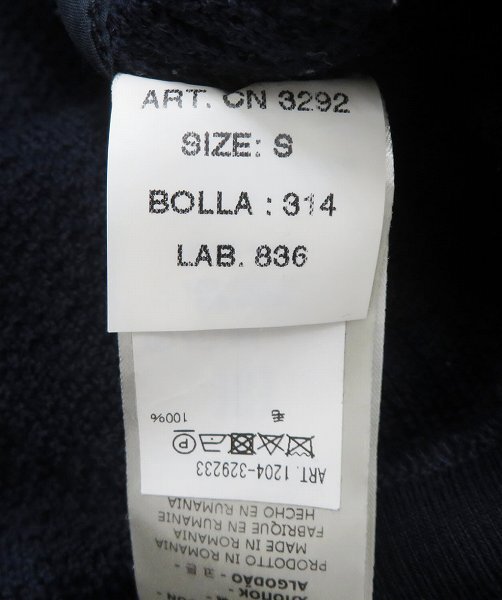 ART. CN 3292
SIZE: S
BOLLA : 314
LAB. 836
ART. 1204-329233
毛
100%
ALGODÃO
PRODOTTO IN ROMANIA
MADE IN ROMANIA
FABRIQUE EN RUMANIE
HECHO EN RUMANIA